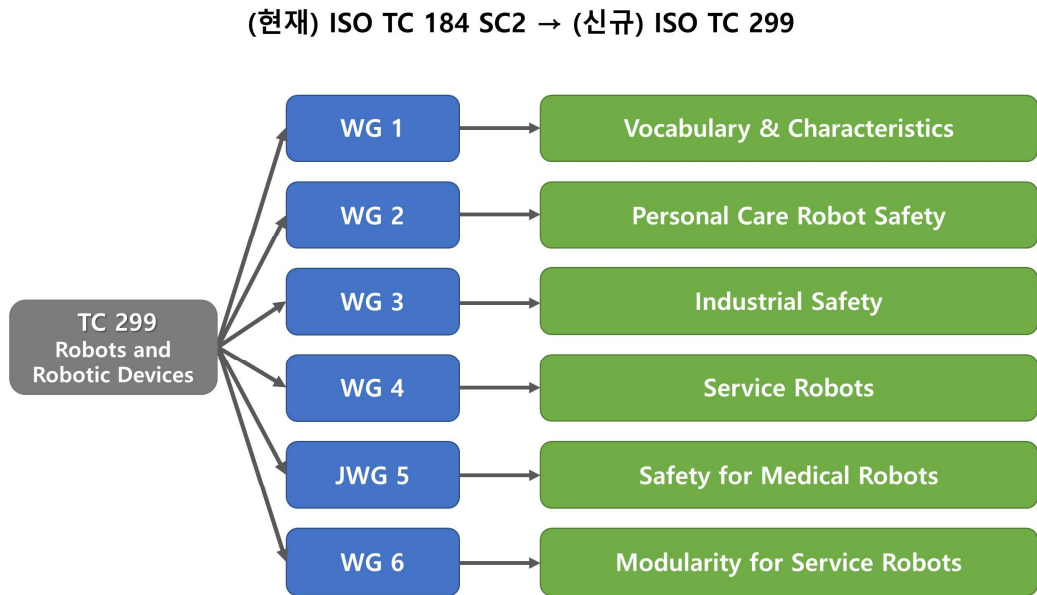 (현재) ISO TC 184 SC2 → (신규) ISO TC 299
WG 1
Vocabulary & Characteristics
WG 2
Personal Care Robot Safety
WG 3
Industrial Safety
TC 299
Robots and
Robotic Devices
WG 4
Service Robots
JWG 5
Safety for Medical Robots
WG 6
Modularity for Service Robots